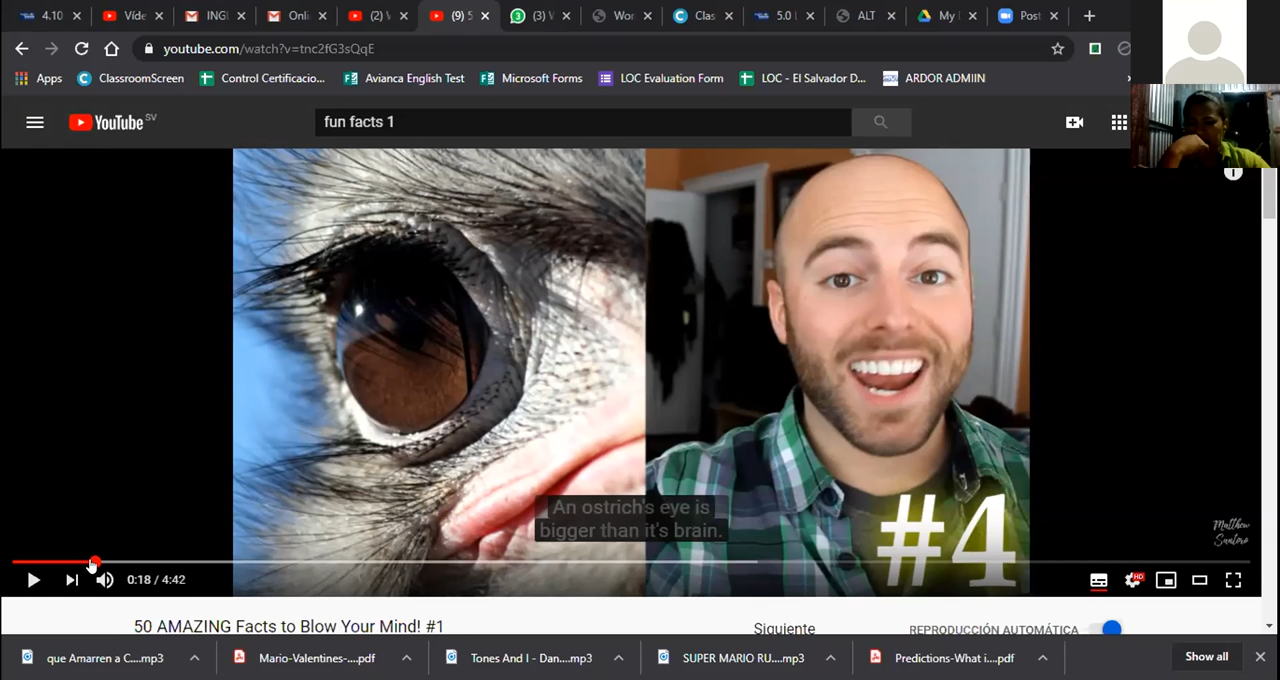 4.10
Vide
INGL
Onli
(2) V
(9) 5
(3) W
Wor
Clas
5.0 L
ALT
My D
Post
youtube.com/watch?v=tnc2fG3sQqE
Apps
ClassroomScreen
Control Certificacio...
Avianca English Test
Microsoft Forms
LOC Evaluation Form
LOC - El Salvador D...
ARDOR ADMIIN
YouTube SV
fun facts 1
An ostrich's eye is
bigger than it's brain.
#4
Matthew
Santoro
0:18 / 4:42
HD
50 AMAZING Facts to Blow Your Mind! #1
Siguiente
REPRODUCCIÓN AUTOMÁTICA
que Amarren a C....mp3
Mario-Valentines-....pdf
Tones And I - Dan....mp3
SUPER MARIO RU....mp3
Predictions-What i....pdf
Show all